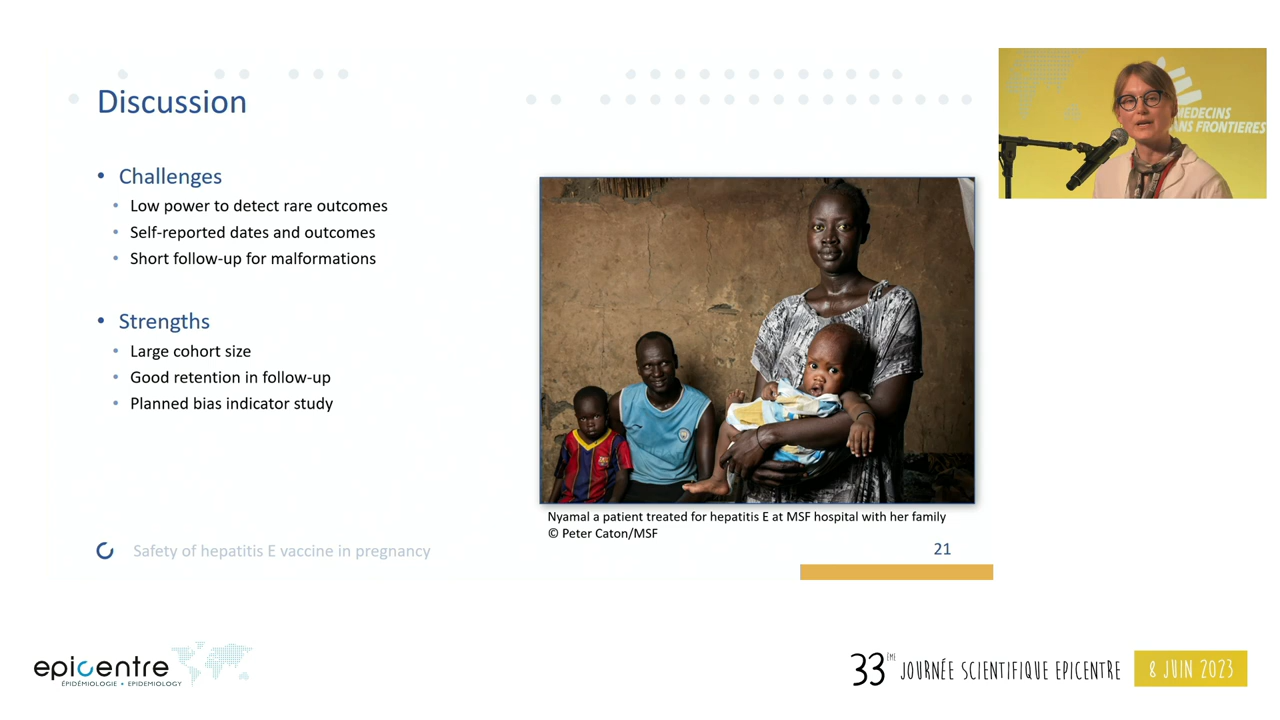 Discussion
• Challenges
• Low power to detect rare outcomes
• Self-reported dates and outcomes
• Short follow-up for malformations
• Strengths
• Large cohort size
• Good retention in follow-up
• Planned bias indicator study
Nyamal a patient treated for hepatitis E at MSF hospital with her family
© Peter Caton/MSF
Safety of hepatitis E vaccine in pregnancy
21
MEDECINS
ANS FRONTIERES
epicentre
ÉPIDÉMIOLOGIE • EPIDEMIOLOGY
33ÈME JOURNÉE SCIENTIFIQUE EPICENTRE
8 JUIN 2023